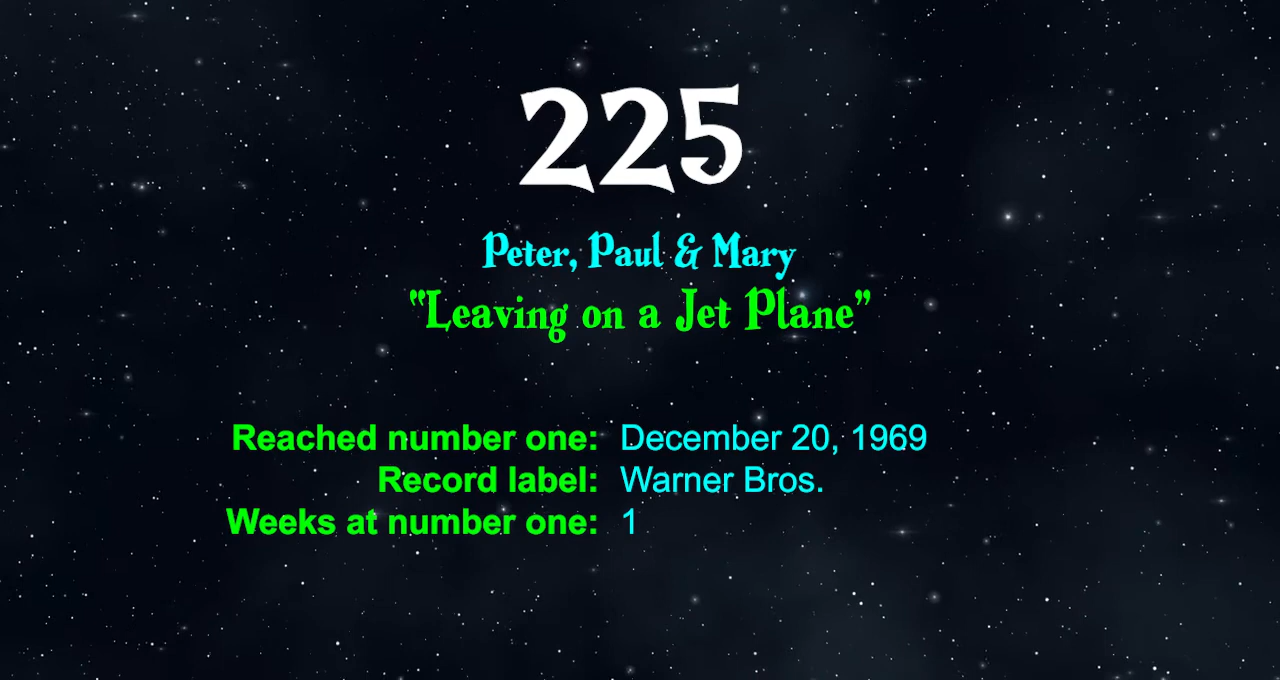 225
Peter, Paul & Mary
“Leaving on a Jet Plane”
Reached number one: December 20, 1969
Record label: Warner Bros.
Weeks at number one: 1